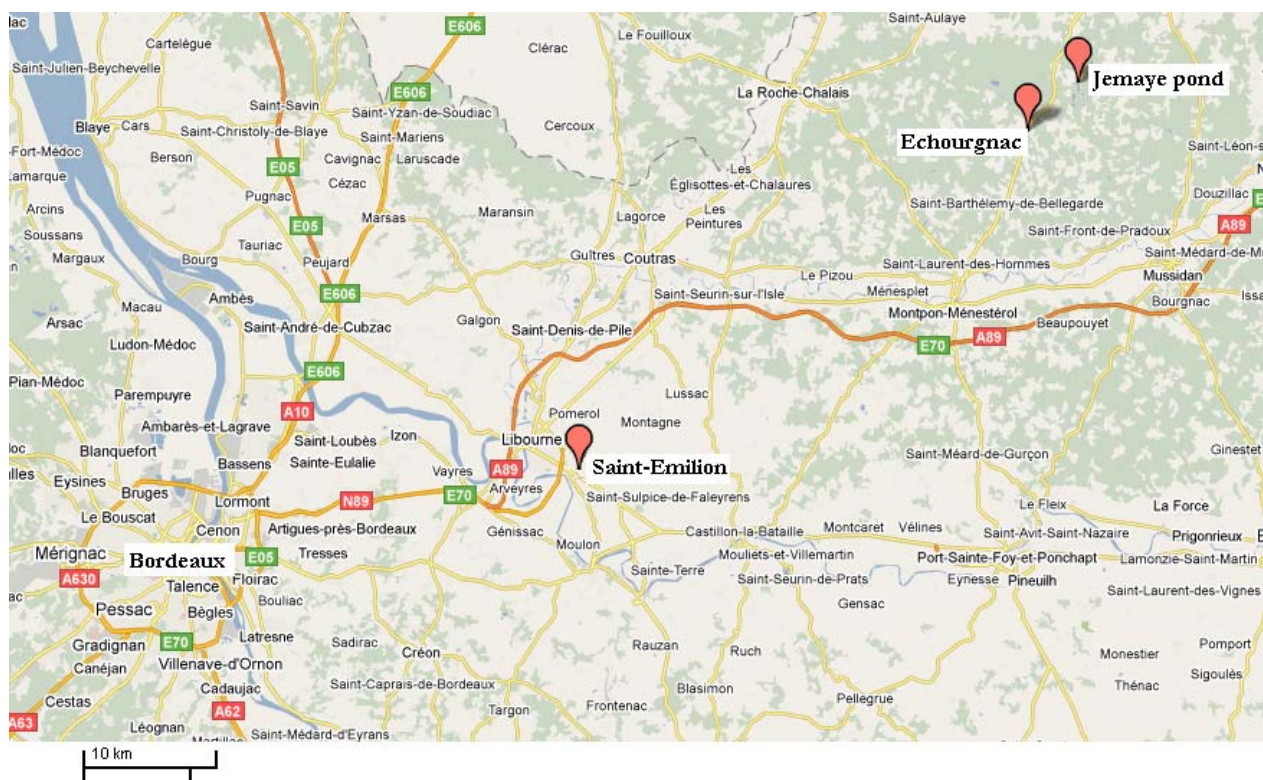 E606
Saint-Aulaye
Cartelègue
Clérac
Le Fouilloux
Saint-Julien-Beychevelle
Jemaye pond
E606
La Roche-Chalais
Saint-Savin
Saint-Yzan-de-Soudiac
Blaye
Cars
Saint-Christoly-de-Blaye
Saint-Mariens
Cercoux
Echourgnac
-Fort-Médoc
Berson
Cavignac
Laruscade
Saint-Léon-s
Lamarque
E05
Cézac
Les
Églisottes-et-Chalaures
Pugnac
Douzillac
Arcins
Marsas
Maransin
Lagorce
Les
Peintures
Saint-Barthélemy-de-Bellegarde
Soussans
E05
A89
Saint-Front-de-Pradoux
Tauriac
Margaux
Bourg
Peujard
Guîtres
Coutras
Saint-Laurent-des-Hommes
Saint-Médard-de-M
Le Pizou
Mussidan
Macau
Ambès
E606
Saint-Seurin-sur-l'Isle
Ménesplet
Bourgnac
Issa
Arsac
Saint-André-de-Cubzac
Galgon
Saint-Denis-de-Pile
Montpon-Ménestérol
Beaupouyet
Ludon-Médoc
E70
A89
Pian-Médoc
E606
Parempuyre
Lussac
A10
Pomerol
Montagne
Ambarès-et-Lagrave
Saint-Loubès
Izon
Libourne
Blanquefort
Sainte-Eulalie
Ginestet
Bassens
Vayres
A89
Saint-Emilion
Saint-Méard-de-Gurçon
Eysines
Bruges
Lormont
N89
E70
Arveyres
Saint-Sulpice-de-Faleyrens
Le Fleix
La Force
Le Bouscat
Cenon
Artigues-près-Bordeaux
Génissac
Castillon-la-Bataille
Montcaret
Vélines
Saint-Avit-Saint-Nazaire
Prigonrieux
Mérignac
Bordeaux
E05
Tresses
Moulon
Mouliets-et-Villemartin
Port-Sainte-Foy-et-Ponchapt
Lamonzie-Saint-Martin
A630
Talence
Floirac
Sainte-Terre
Saint-Seurin-de-Prats
Eynesse
Pineuilh
Pessac
Bègles
Bouliac
Gensac
Saint-Laurent-des-Vignes
Gradignan
E70
Latresne
Sadirac
Créon
Rauzan
Ruch
Pomport
Canéjan
Villenave-d'Ornon
Monestier
Sigoulès
Cestas
Cadaujac
Saint-Caprais-de-Bordeaux
Blasimon
Pellegrue
Thénac
A63
Léognan
A62
Targon
Frontenac
Saint-Médard-d'Eyrans
10 km